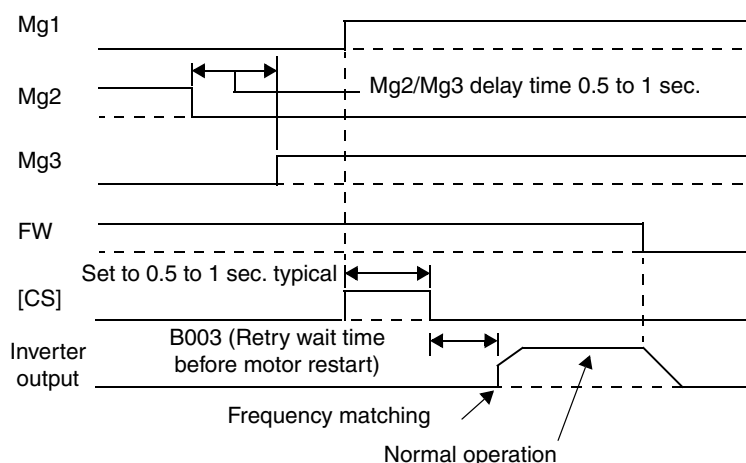 Mg1
Mg2/Mg3 delay time 0.5 to 1 sec.
Mg2
Mg3
FW
Set to 0.5 to 1 sec. typical
[CS]
B003 (Retry wait time
before motor restart)
Inverter
output
Frequency matching
Normal operation